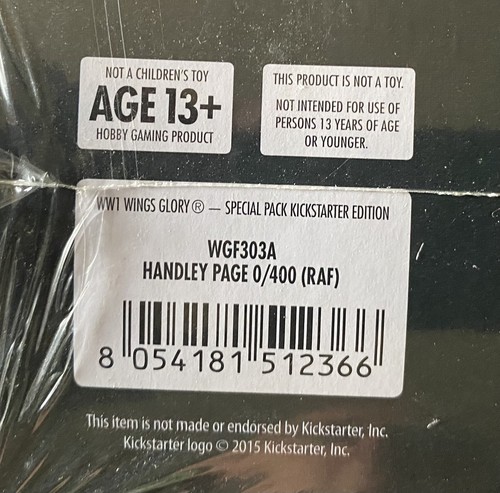 NOT A CHILDREN'S TOY
AGE 13+
HOBBY GAMING PRODUCT
THIS PRODUCT IS NOT A TOY.
NOT INTENDED FOR USE OF
PERSONS 13 YEARS OF AGE
OR YOUNGER.
WW1 WINGS GLORY® — SPECIAL PACK KICKSTARTER EDITION
WGF303A
HANDLEY PAGE 0/400 (RAF)
8 054181 512366
This item is not made or endorsed by Kickstarter, Inc.
Kickstarter logo © 2015 Kickstarter, Inc.